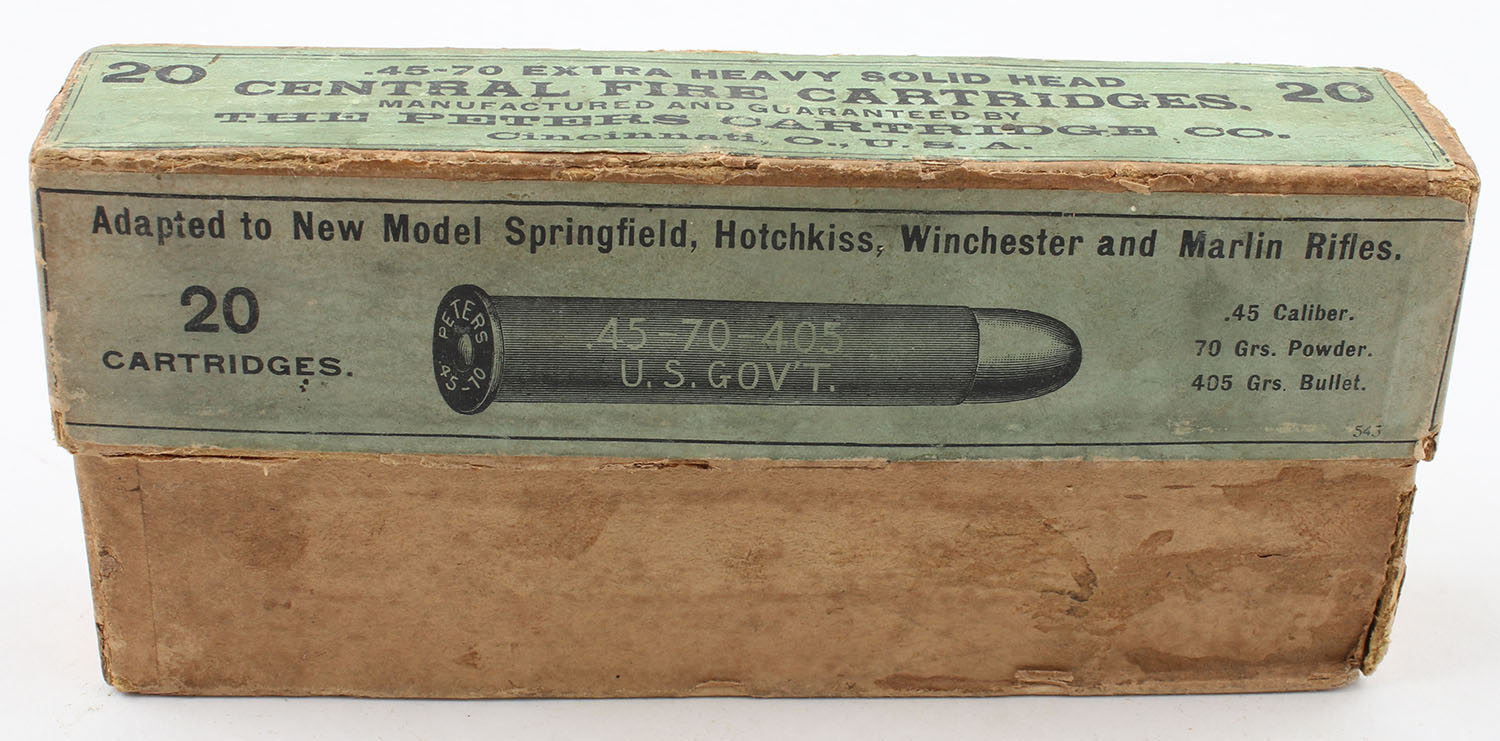 20 .45-70 EXTRA HEAVY SOLID HEAD 20
CENTRAL FIRE CARTRIDGES.
MANUFACTURED AND GUARANTEED BY
THE PETERS CARTRIDGE CO.
Cincinnati, O., U. S. A.
Adapted to New Model Springfield, Hotchkiss, Winchester and Marlin Rifles.
20
CARTRIDGES.
PETERS
.45-70
.45-70-405
U.S. GOV'T.
.45 Caliber.
70 Grs. Powder.
405 Grs. Bullet.
543